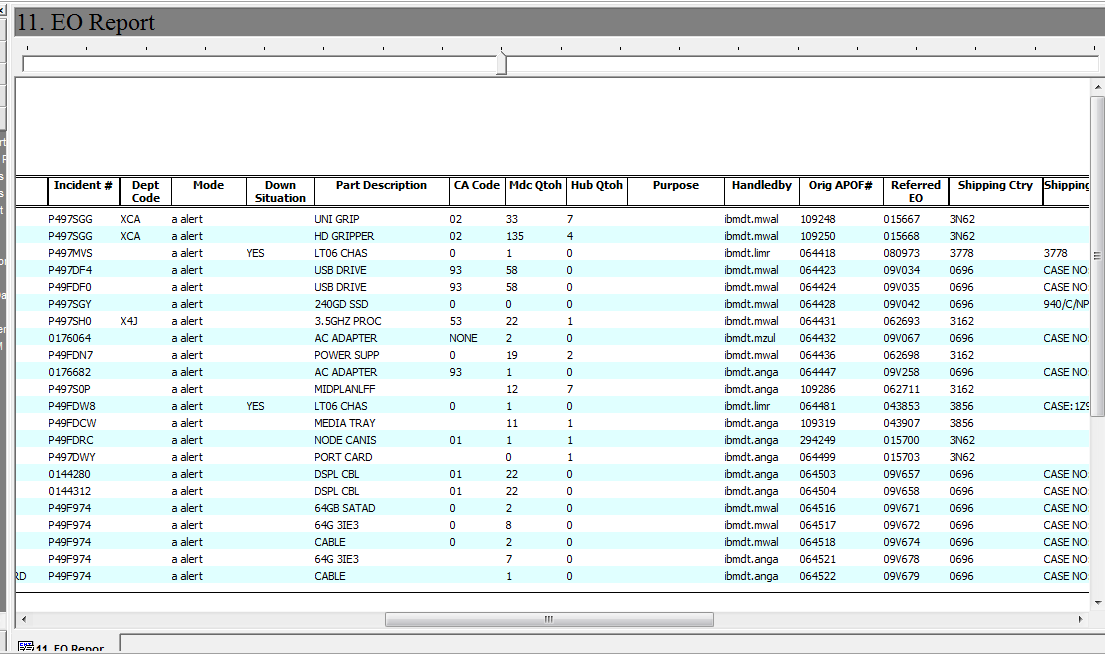 11. EO Report
Incident # Dept Code Mode Down Situation Part Description CA Code Mdc Qtoh Hub Qtoh Purpose Handledby Orig APOF# Referred EO Shipping Ctry Shipping
P497SGG XCA a alert UNI GRIP 02 33 7 ibmdt.mwal 109248 015667 3N62
P497SGG XCA a alert HD GRIPPER 02 135 4 ibmdt.mwal 109250 015668 3N62
P497MVS a alert YES LT06 CHAS 0 1 0 ibmdt.limr 064418 080973 3778 3778
P497DF4 a alert USB DRIVE 93 58 0 ibmdt.mwal 064423 09V034 0696 CASE NO:
P49FDF0 a alert USB DRIVE 93 58 0 ibmdt.mwal 064424 09V035 0696 CASE NO:
P497SGY a alert 240GD SSD 0 0 0 ibmdt.mwal 064428 09V042 0696 940/C/NP
P497SH0 X4J a alert 3.5GHZ PROC 53 22 1 ibmdt.mwal 064431 062693 3162
0176064 a alert AC ADAPTER NONE 2 0 ibmdt.mzul 064432 09V067 0696 CASE NO:
P49FDN7 a alert POWER SUPP 0 19 2 ibmdt.mwal 064436 062698 3162
0176682 a alert AC ADAPTER 93 1 0 ibmdt.anga 064447 09V258 0696 CASE NO:
P497S0P a alert MIDPLANLFF 12 7 ibmdt.anga 109286 062711 3162
P49FDW8 a alert YES LT06 CHAS 0 1 0 ibmdt.limr 064481 043853 3856 CASE:1Z9
P49FDCW a alert MEDIA TRAY 11 1 ibmdt.anga 109319 043907 3856
P49FDRC a alert NODE CANIS 01 1 1 ibmdt.anga 294249 015700 3N62
P497DWY a alert PORT CARD 0 1 ibmdt.anga 064499 015703 3N62
0144280 a alert DSPL CBL 01 22 0 ibmdt.anga 064503 09V657 0696 CASE NO:
0144312 a alert DSPL CBL 01 22 0 ibmdt.anga 064504 09V658 0696 CASE NO:
P49F974 a alert 64GB SATAD 0 2 0 ibmdt.mwal 064516 09V671 0696 CASE NO:
P49F974 a alert 64G 3IE3 0 8 0 ibmdt.mwal 064517 09V672 0696 CASE NO:
P49F974 a alert CABLE 0 2 0 ibmdt.mwal 064518 09V674 0696 CASE NO:
P49F974 a alert 64G 3IE3 7 0 ibmdt.anga 064521 09V678 0696 CASE NO:
RD P49F974 a alert CABLE 1 0 ibmdt.anga 064522 09V679 0696 CASE NO:
11. EO Repor